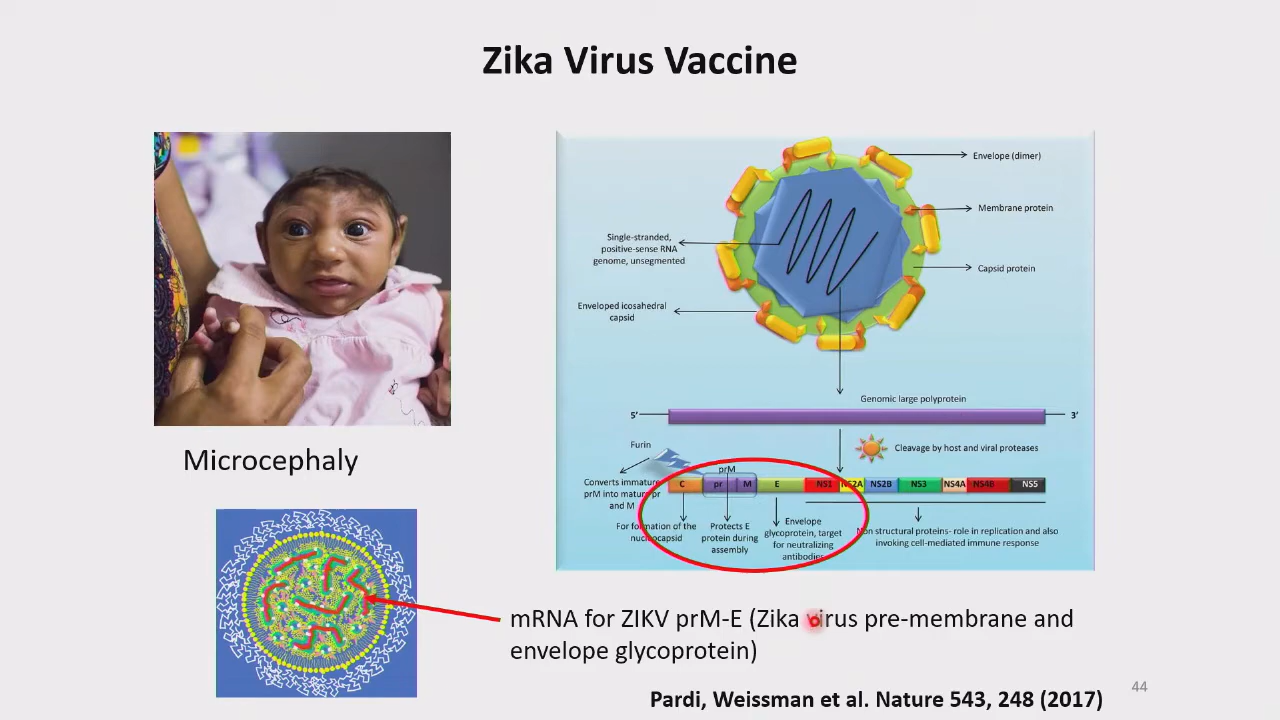 Zika Virus Vaccine
Envelope (dimer)
Membrane protein
Single-stranded,
positive-sense RNA
genome, unsegmented
Capsid protein
Enveloped icosahedral
capsid
Genomic large polyprotein
5’
3’
Furin
Cleavage by host and viral proteases
prM
C pr M E NS1 NS2A NS2B NS3 NS4A NS4B NS5
Converts immature
prM into mature pr
and M
For formation of the
nucleocapsid
Protects E
protein during
assembly
Envelope
glycoprotein, target
for neutralizing
antibodies
Non structural proteins- role in replication and also
invoking cell-mediated immune response
Microcephaly
mRNA for ZIKV prM-E (Zika virus pre-membrane and
envelope glycoprotein)
Pardi, Weissman et al. Nature 543, 248 (2017)
44